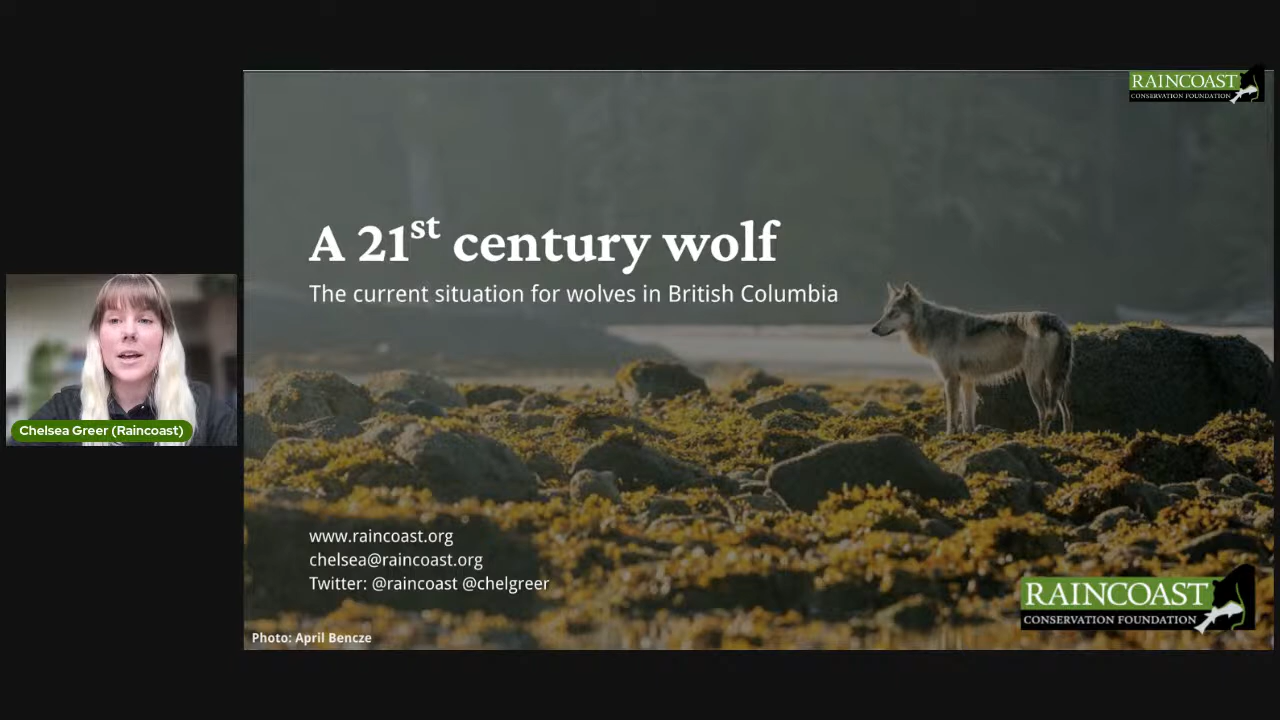 RAINCOAST
CONSERVATION FOUNDATION
A 21st century wolf
The current situation for wolves in British Columbia
Chelsea Greer (Raincoast)
www.raincoast.org
chelsea@raincoast.org
Twitter: @raincoast @chelgreer
RAINCOAST
CONSERVATION FOUNDATION
Photo: April Bencze